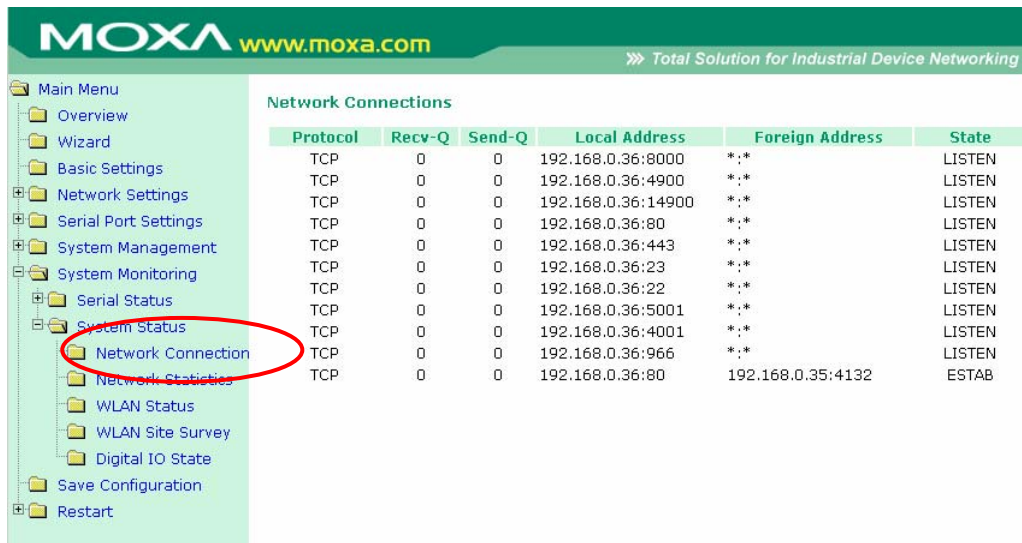 MOXA www.moxa.com
Total Solution for Industrial Device Networking
Main Menu
Overview
Wizard
Basic Settings
Network Settings
Serial Port Settings
System Management
System Monitoring
Serial Status
System Status
Network Connection
Network Statistics
WLAN Status
WLAN Site Survey
Digital IO State
Save Configuration
Restart
Network Connections
Protocol Recv-Q Send-Q Local Address Foreign Address State
TCP 0 0 192.168.0.36:8000 *:* LISTEN
TCP 0 0 192.168.0.36:4900 *:* LISTEN
TCP 0 0 192.168.0.36:14900 *:* LISTEN
TCP 0 0 192.168.0.36:80 *:* LISTEN
TCP 0 0 192.168.0.36:443 *:* LISTEN
TCP 0 0 192.168.0.36:23 *:* LISTEN
TCP 0 0 192.168.0.36:22 *:* LISTEN
TCP 0 0 192.168.0.36:5001 *:* LISTEN
TCP 0 0 192.168.0.36:4001 *:* LISTEN
TCP 0 0 192.168.0.36:966 *:* LISTEN
TCP 0 0 192.168.0.36:80 192.168.0.35:4132 ESTAB